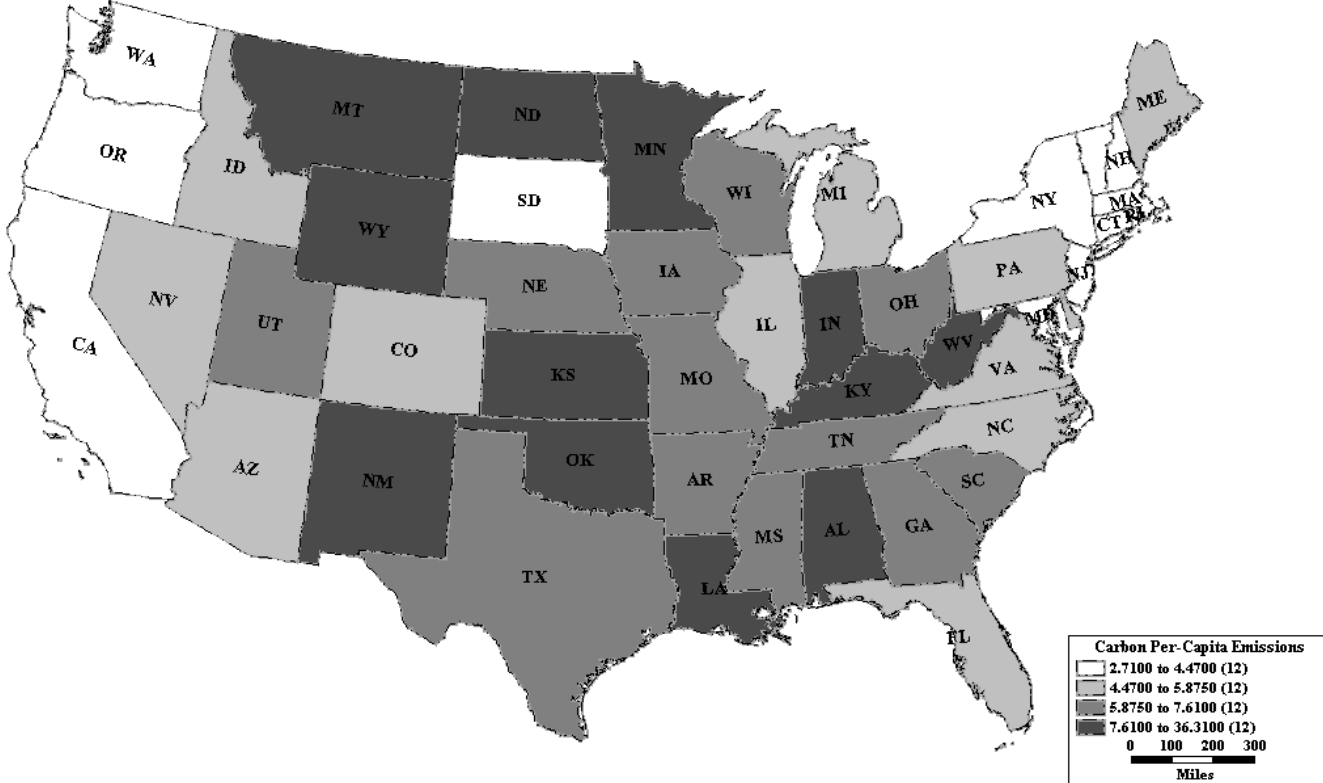 WA
MT
ND
ME
OR
ID
MN
NH
SD
WI
MI
NY
MA
WY
CT RI
IA
PA
NV
NE
NJ
OH
UT
IL
IN
MD
CA
CO
WV
KS
MO
KY
VA
NC
TN
AZ
OK
NM
AR
SC
GA
MS
AL
TX
LA
FL
Carbon Per-Capita Emissions
2.7100 to 4.4700 (12)
4.4700 to 5.8750 (12)
5.8750 to 7.6100 (12)
7.6100 to 36.3100 (12)
0 100 200 300
Miles